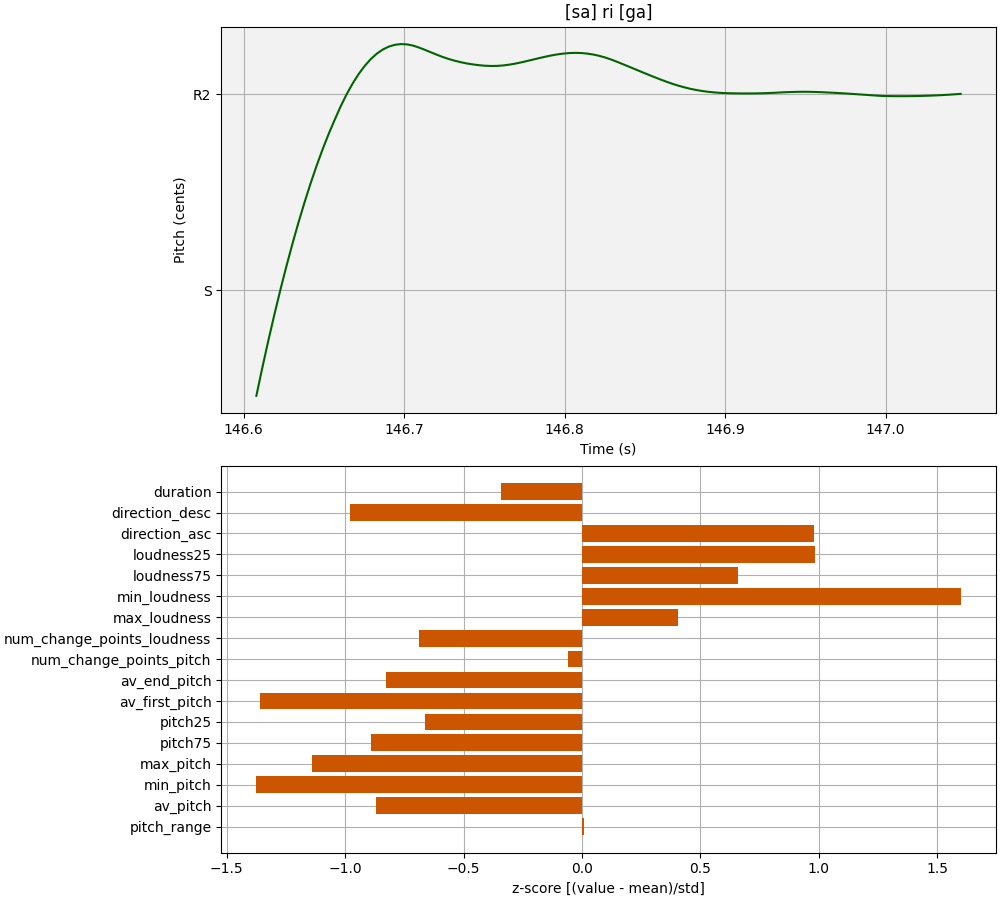 [sa] ri [ga]
R2
S
Pitch (cents)
146.6 146.7 146.8 146.9 147.0
Time (s)
duration
direction_desc
direction_asc
loudness25
loudness75
min_loudness
max_loudness
num_change_points_loudness
num_change_points_pitch
av_end_pitch
av_first_pitch
pitch25
pitch75
max_pitch
min_pitch
av_pitch
pitch_range
−1.5 −1.0 −0.5 0.0 0.5 1.0 1.5
z-score [(value - mean)/std]